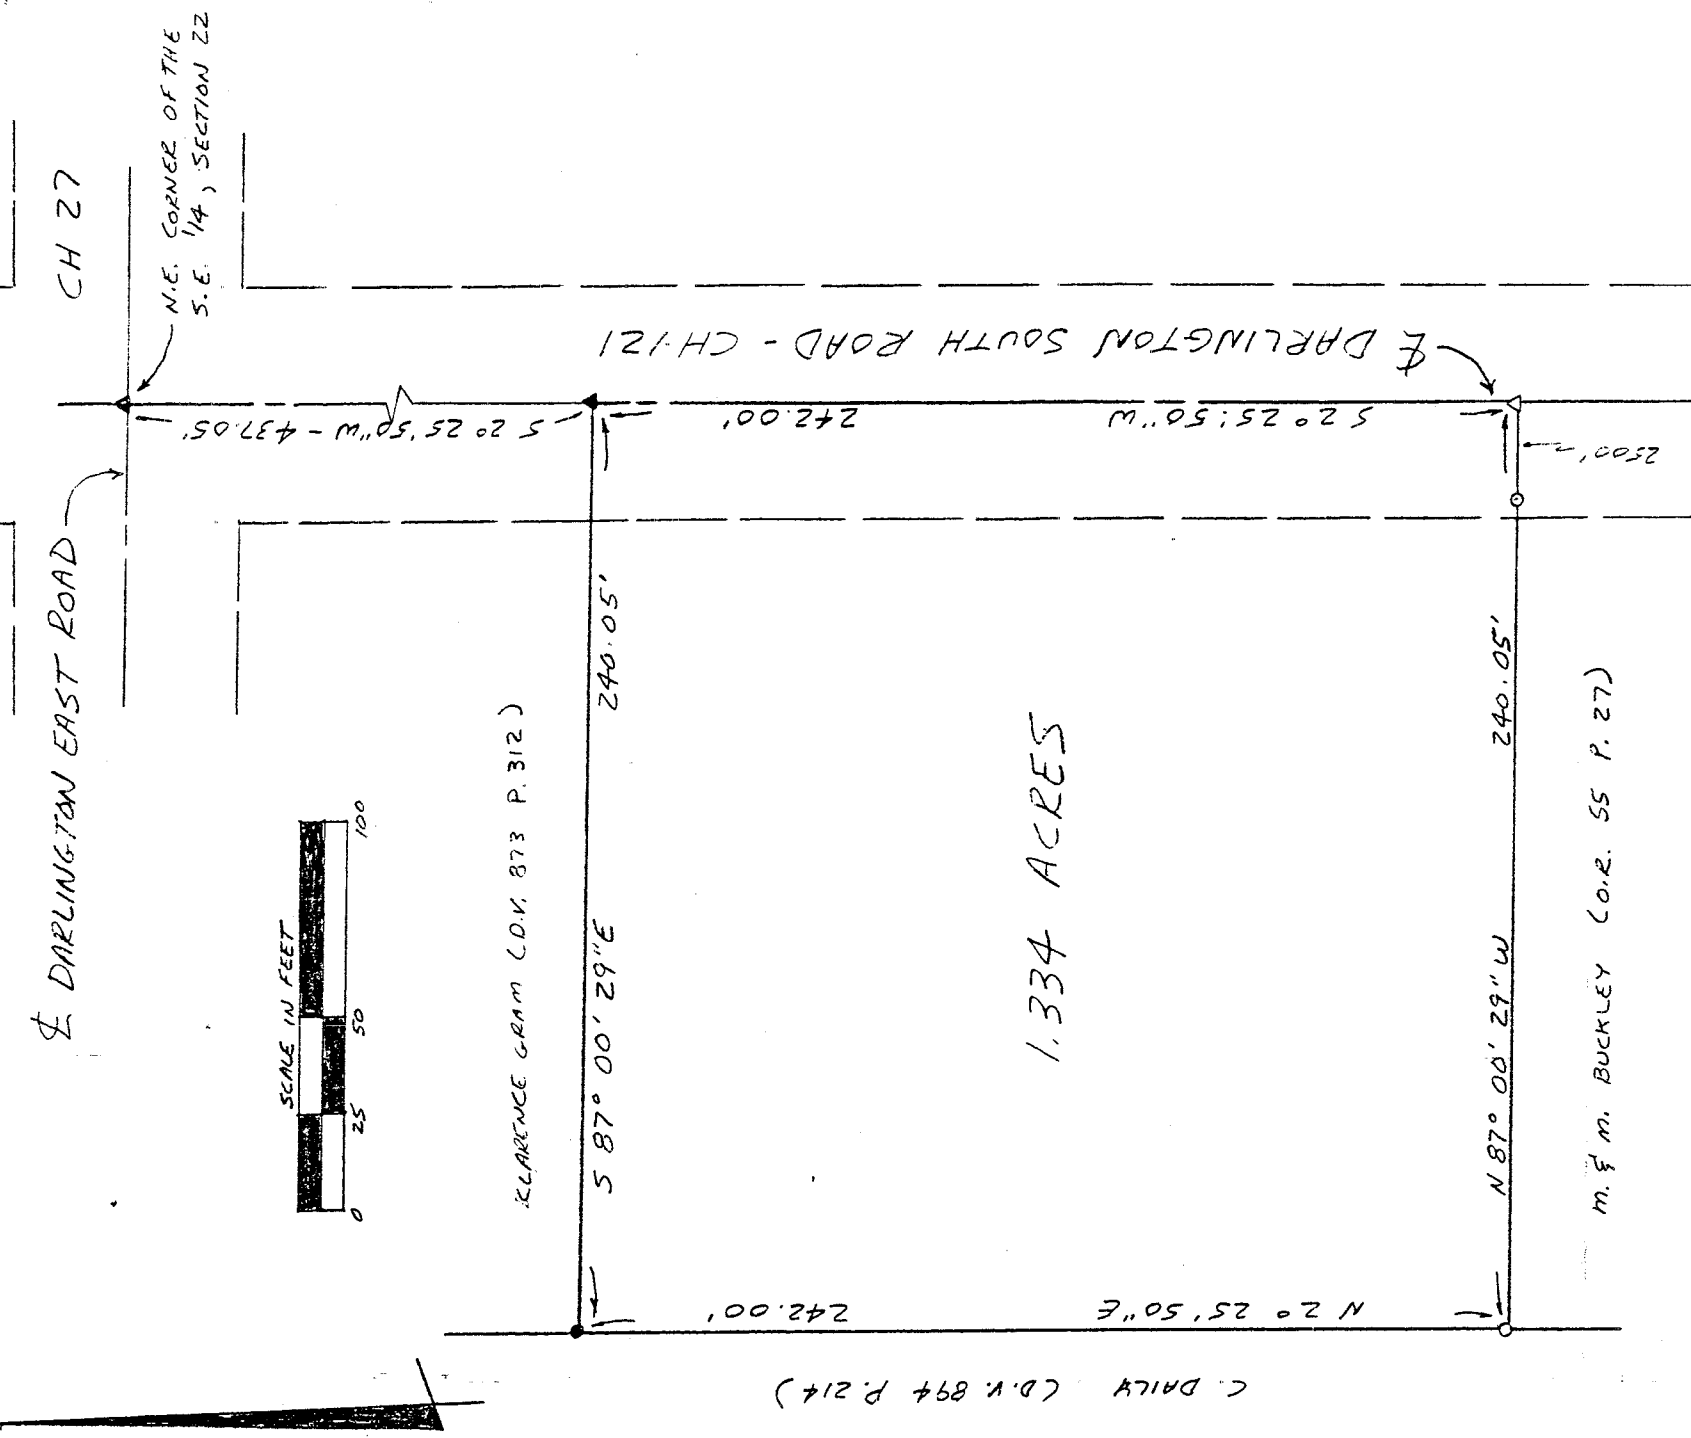 ℄ DARLINGTON EAST ROAD
CH 27
N.E. CORNER OF THE
S.E. 1/4, SECTION 22
S 2° 25' 50" W - 437.05'
SCALE IN FEET
0 25 50 100
KLARENCE GRAM (D.V. 873 P. 312)
S 87° 00' 29" E 240.05'
℄ DARLINGTON SOUTH ROAD - CH 121
S 2° 25' 50" W 242.00'
1.334 ACRES
N 2° 25' 50" E 242.00'
C. DAILY (D.V. 894 P. 214)
N 87° 00' 29" W 240.05'
2500'
M. & M. BUCKLEY (O.R. 55 P. 27)